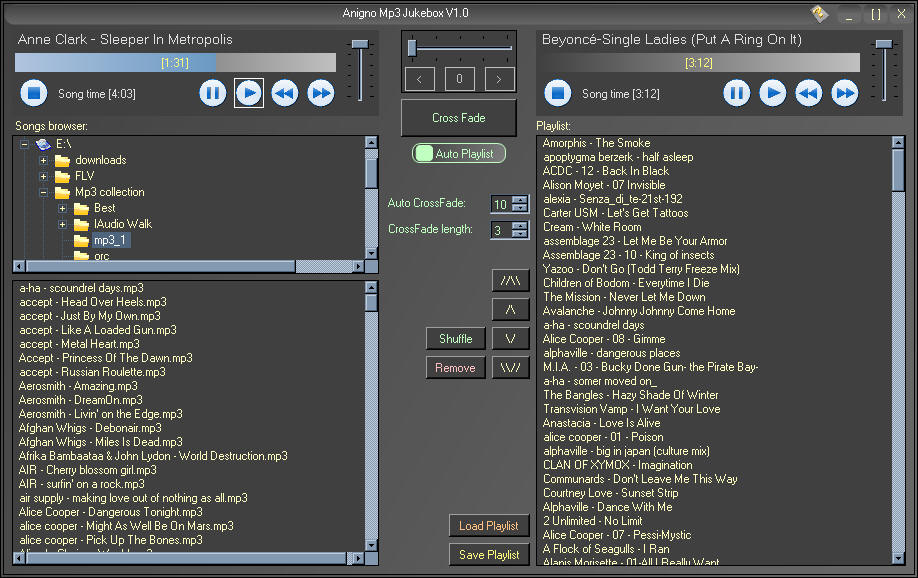 Anigno Mp3 Jukebox V1.0
Anne Clark - Sleeper In Metropolis
[1:31]
Song time [4:03]
< 0 >
Cross Fade
Auto Playlist
Beyoncé-Single Ladies (Put A Ring On It)
[3:12]
Song time [3:12]
Songs browser:
E:\
downloads
FLV
Mp3 collection
Best
IAudio Walk
mp3_1
orc
a-ha - scoundrel days.mp3
accept - Head Over Heels.mp3
accept - Just By My Own.mp3
accept - Like A Loaded Gun.mp3
accept - Metal Heart.mp3
Accept - Princess Of The Dawn.mp3
accept - Russian Roulette.mp3
Aerosmith - Amazing.mp3
Aerosmith - DreamOn.mp3
Aerosmith - Livin' on the Edge.mp3
Afghan Whigs - Debonair.mp3
Afghan Whigs - Miles Is Dead.mp3
Afrika Bambaataa & John Lydon - World Destruction.mp3
AIR - Cherry blossom girl.mp3
AIR - surfin' on a rock.mp3
air supply - making love out of nothing as all.mp3
Alice Cooper - Dangerous Tonight.mp3
alice cooper - Might As Well Be On Mars.mp3
alice cooper - Pick Up The Bones.mp3
Auto CrossFade: 10
CrossFade length: 3
/\/\
/\
Shuffle \/
Remove \\//
Load Playlist
Save Playlist
Playlist:
Amorphis - The Smoke
apoptygma berzerk - half asleep
ACDC - 12 - Back In Black
Alison Moyet - 07 Invisible
alexia - Senza_di_te-21st-192
Carter USM - Let's Get Tattoos
Cream - White Room
assemblage 23 - Let Me Be Your Armor
Assemblage 23 - 10 - King of insects
Yazoo - Don't Go (Todd Terry Freeze Mix)
Children of Bodom - Everytime I Die
The Mission - Never Let Me Down
Avalanche - Johnny Johnny Come Home
a-ha - scoundrel days
Alice Cooper - 08 - Gimme
alphaville - dangerous places
M.I.A. - 03 - Bucky Done Gun- the Pirate Bay-
a-ha - somer moved on_
The Bangles - Hazy Shade Of Winter
Transvision Vamp - I Want Your Love
Anastacia - Love Is Alive
alice cooper - 01 - Poison
alphaville - big in japan (culture mix)
CLAN OF XYMOX - Imagination
Communards - Don't Leave Me This Way
Courtney Love - Sunset Strip
Alphaville - Dance With Me
2 Unlimited - No Limit
Alice Cooper - 07 - Pessi-Mystic
A Flock of Seagulls - I Ran
Alanis Morisette - 01-All I Really Want